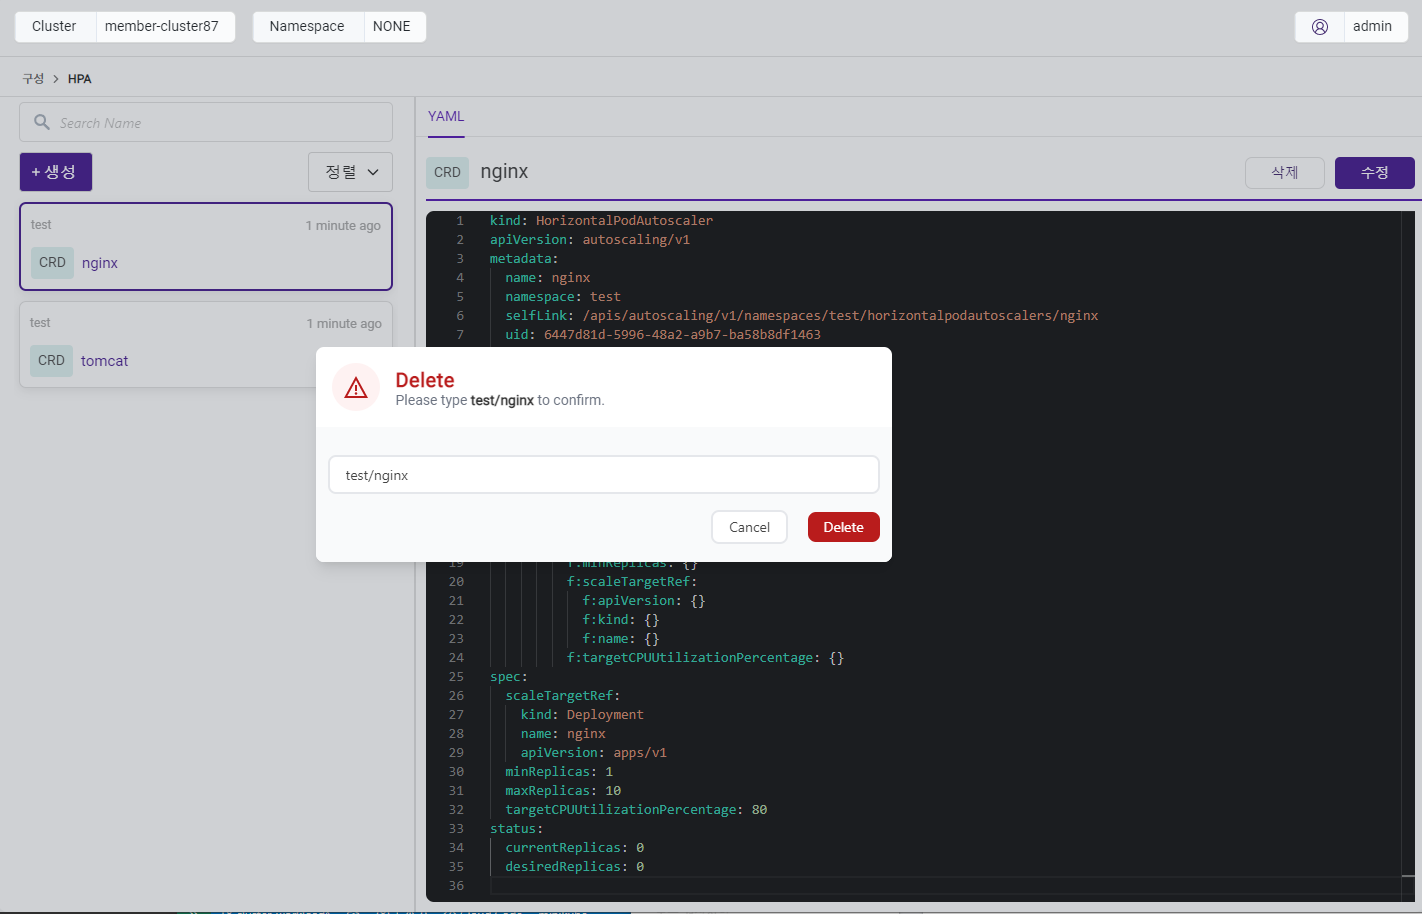 Cluster member-cluster87 Namespace NONE admin
구성 > HPA
Search Name
+ 생성 정렬
test 1 minute ago
CRD nginx
test 1 minute ago
CRD tomcat
YAML
CRD nginx 삭제 수정
1 kind: HorizontalPodAutoscaler
2 apiVersion: autoscaling/v1
3 metadata:
4 name: nginx
5 namespace: test
6 selfLink: /apis/autoscaling/v1/namespaces/test/horizontalpodautoscalers/nginx
7 uid: 6447d81d-5996-48a2-a9b7-ba58b8df1463
Delete
Please type test/nginx to confirm.
test/nginx
Cancel Delete
19 f:minReplicas: {}
20 f:scaleTargetRef:
21 f:apiVersion: {}
22 f:kind: {}
23 f:name: {}
24 f:targetCPUUtilizationPercentage: {}
25 spec:
26 scaleTargetRef:
27 kind: Deployment
28 name: nginx
29 apiVersion: apps/v1
30 minReplicas: 1
31 maxReplicas: 10
32 targetCPUUtilizationPercentage: 80
33 status:
34 currentReplicas: 0
35 desiredReplicas: 0
36